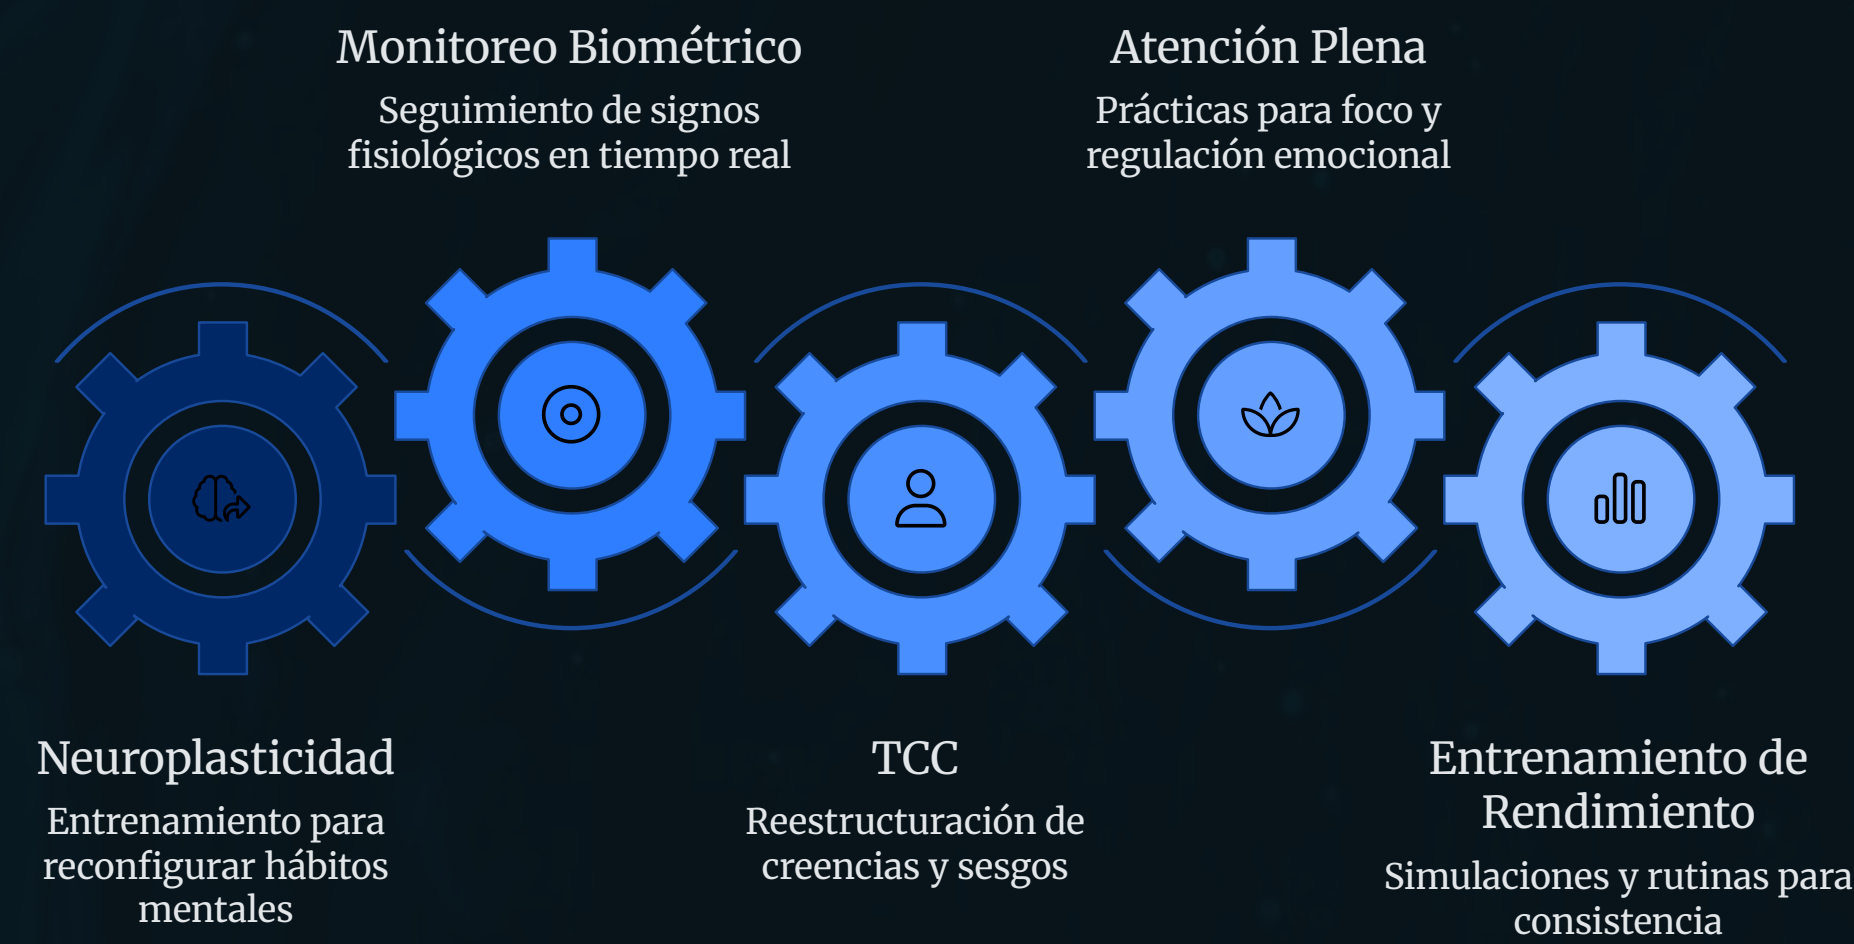 Monitoreo Biométrico
Seguimiento de signos
fisiológicos en tiempo real
Atención Plena
Prácticas para foco y
regulación emocional
Neuroplasticidad
Entrenamiento para
reconfigurar hábitos
mentales
TCC
Reestructuración de
creencias y sesgos
Entrenamiento de
Rendimiento
Simulaciones y rutinas para
consistencia